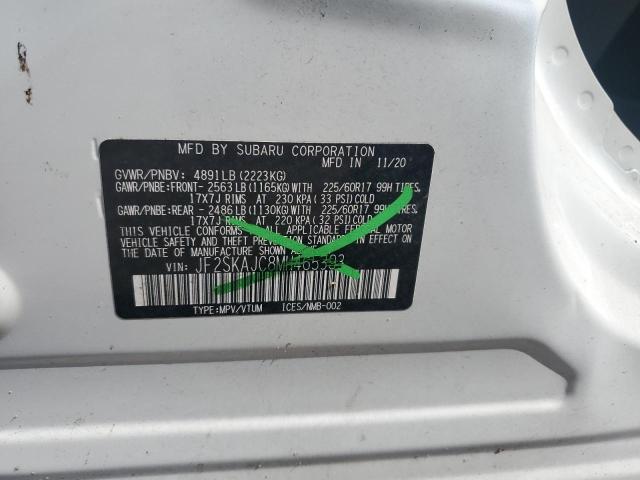 MFD BY SUBARU CORPORATION
MFD IN 11/20
GVWR/PNBV: 4891LB (2223KG)
GAWR/PNBE:FRONT- 2563 LB (1165KG) WITH 225/60R17 99H TIRES,
17X7J RIMS AT 230 KPA (33 PSI) COLD
GAWR/PNBE:REAR - 2486 LB (1130KG) WITH 225/60R17 99H TIRES,
17X7J RIMS AT 220 KPA (32 PSI) COLD
THIS VEHICLE CONFORMS TO ALL APPLICABLE FEDERAL MOTOR
VEHICLE SAFETY AND THEFT PREVENTION STANDARDS IN EFFECT ON
THE DATE OF MANUFACTURE SHOWN ABOVE.
VIN: JF2SKAJC8MH465393
TYPE:MPV/VTUM ICES/NMB-002